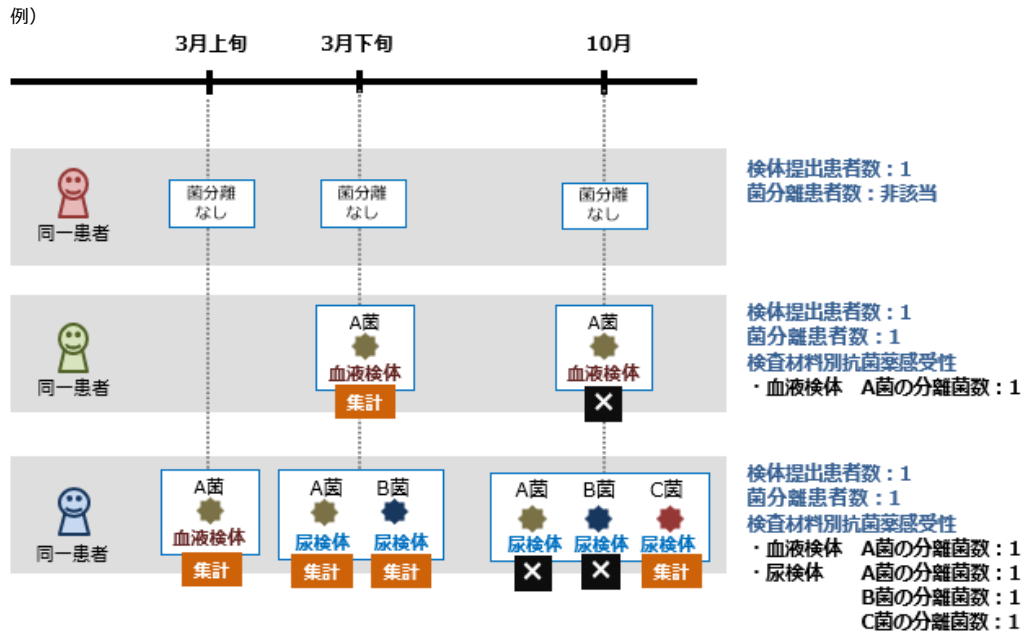 例）
3月上旬
3月下旬
10月
同一患者
菌分離
なし
菌分離
なし
菌分離
なし
検体提出患者数：1
菌分離患者数：非該当
同一患者
A菌
血液検体
集計
A菌
血液検体
×
検体提出患者数：1
菌分離患者数：1
検査材料別抗菌薬感受性
・血液検体　A菌の分離菌数：1
同一患者
A菌
血液検体
集計
A菌
尿検体
集計
B菌
尿検体
集計
A菌
尿検体
×
B菌
尿検体
×
C菌
尿検体
集計
検体提出患者数：1
菌分離患者数：1
検査材料別抗菌薬感受性
・血液検体　A菌の分離菌数：1
・尿検体　　A菌の分離菌数：1
B菌の分離菌数：1
C菌の分離菌数：1